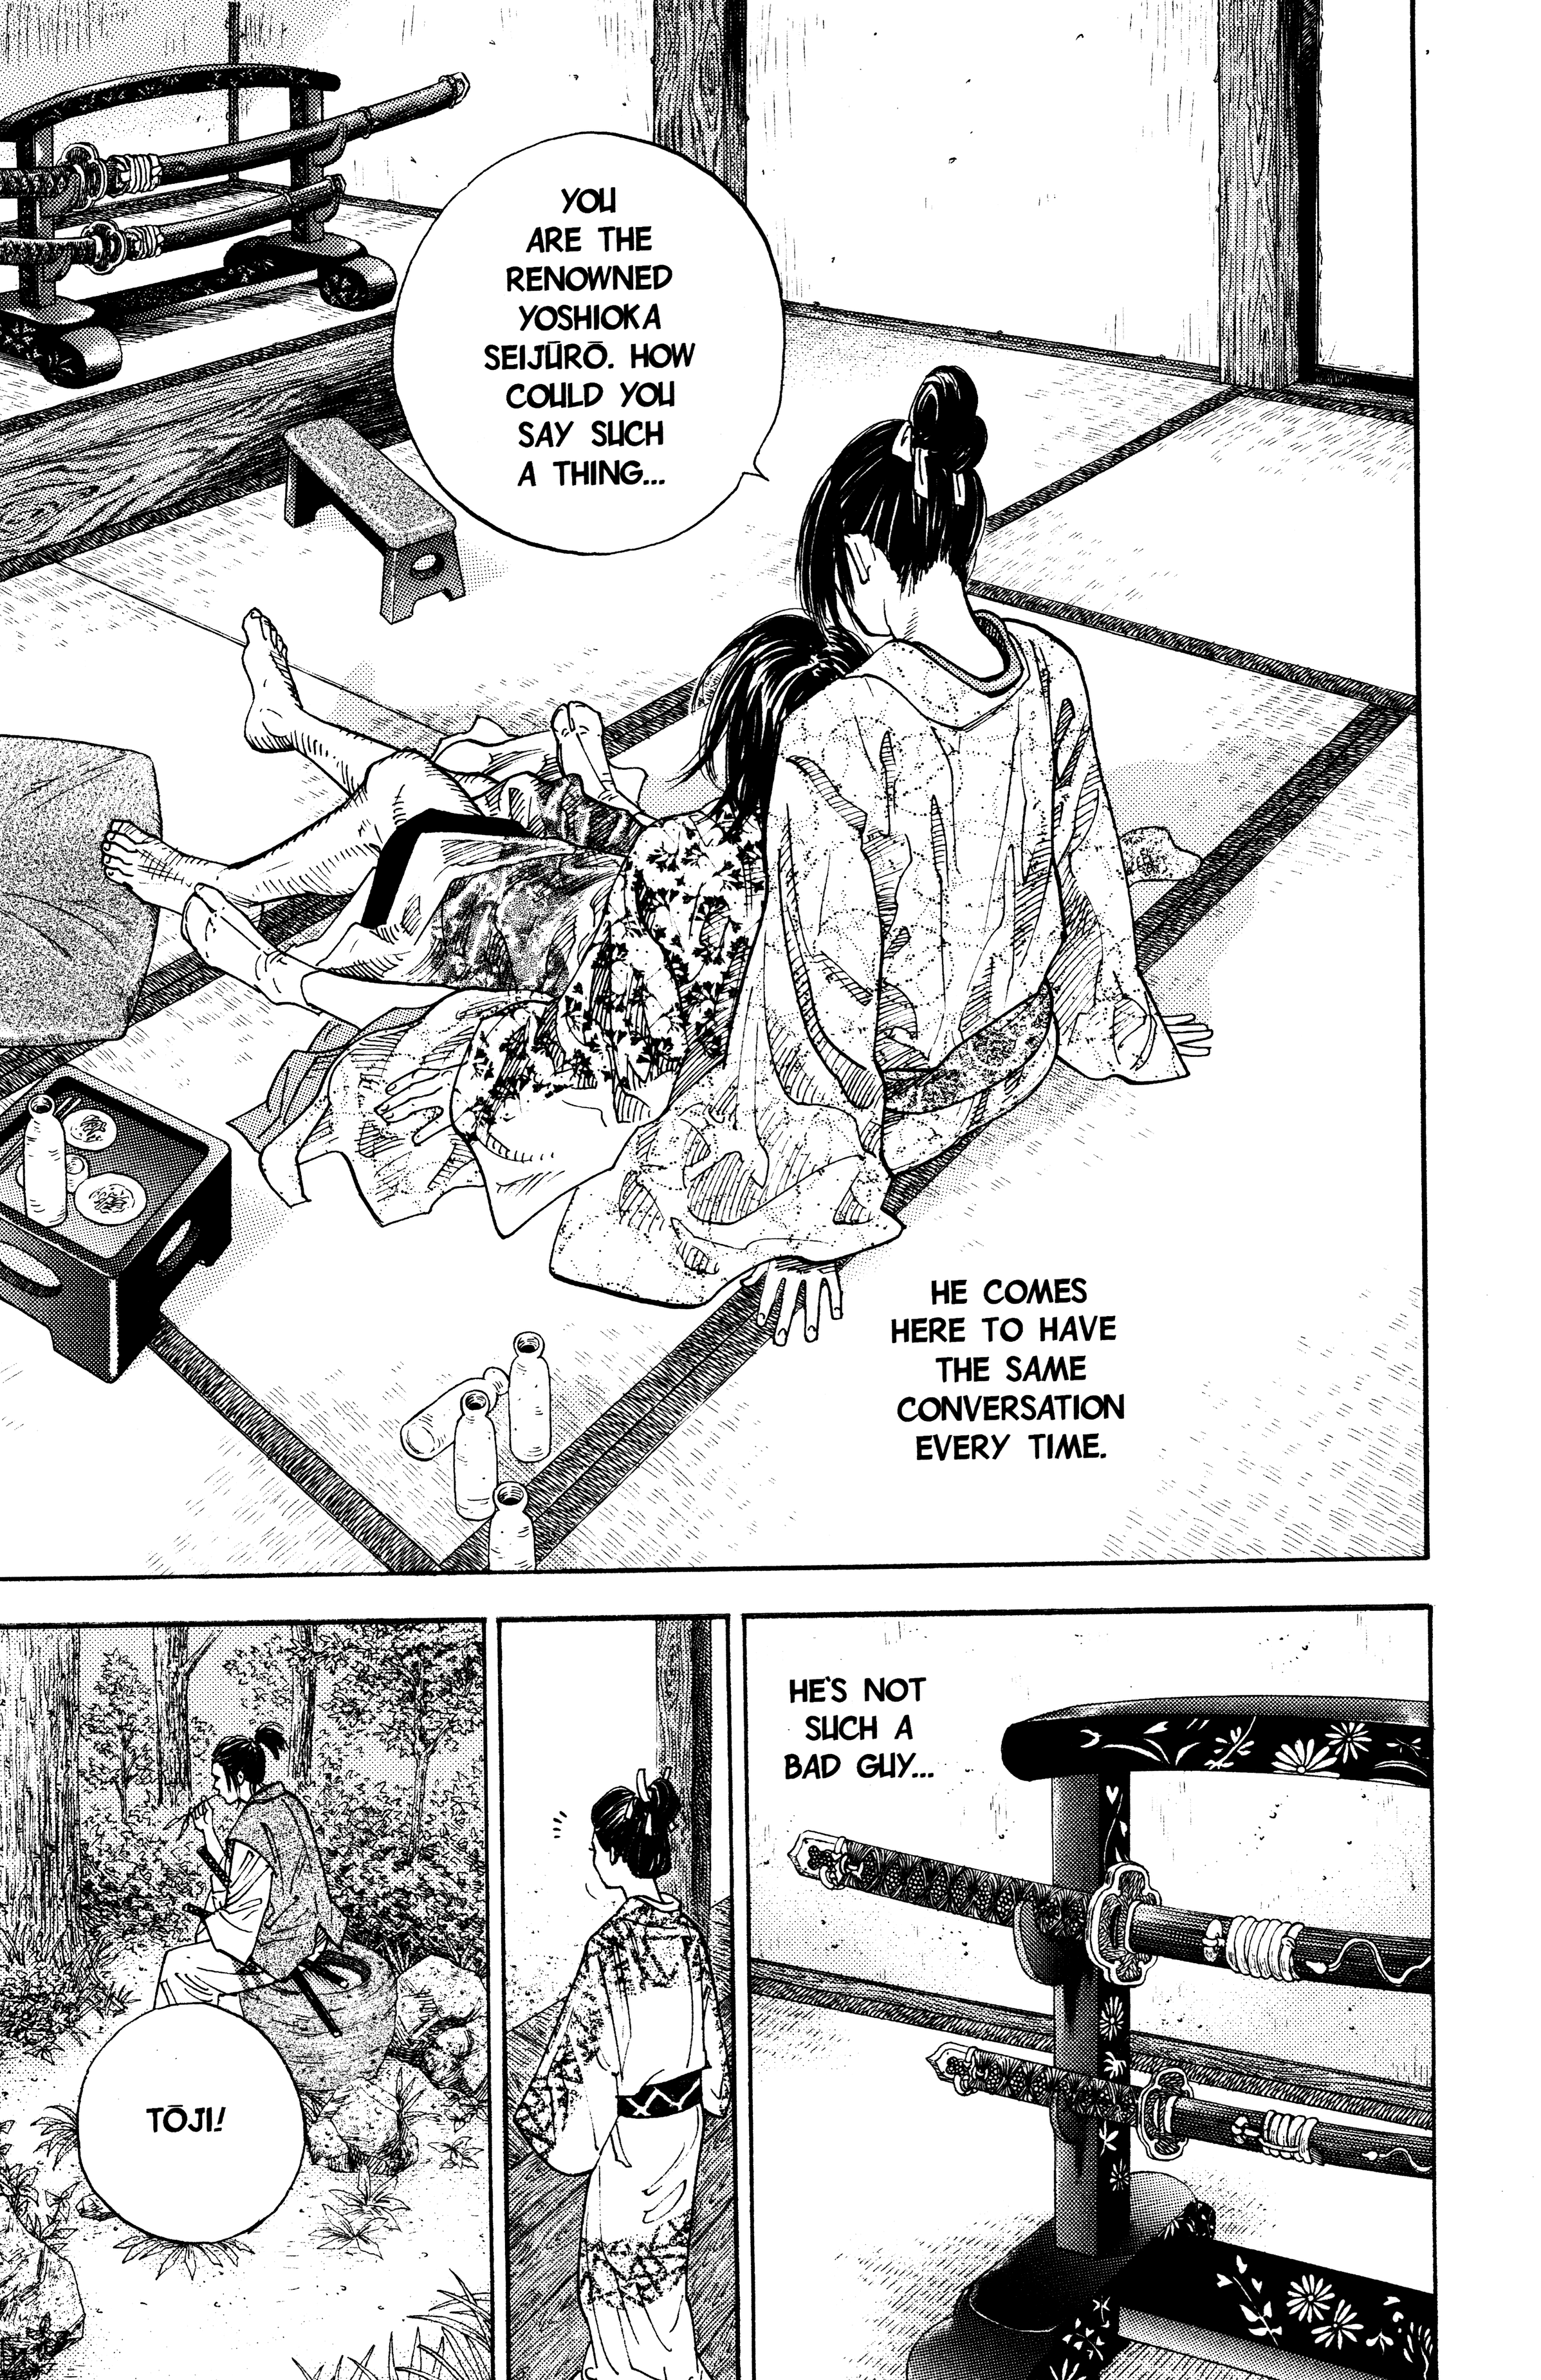 YOU
ARE THE
RENOWNED
YOSHIOKA
SEIJŪRŌ. HOW
COULD YOU
SAY SUCH
A THING...
HE COMES
HERE TO HAVE
THE SAME
CONVERSATION
EVERY TIME.
HE'S NOT
SUCH A
BAD GUY...
TŌJI!